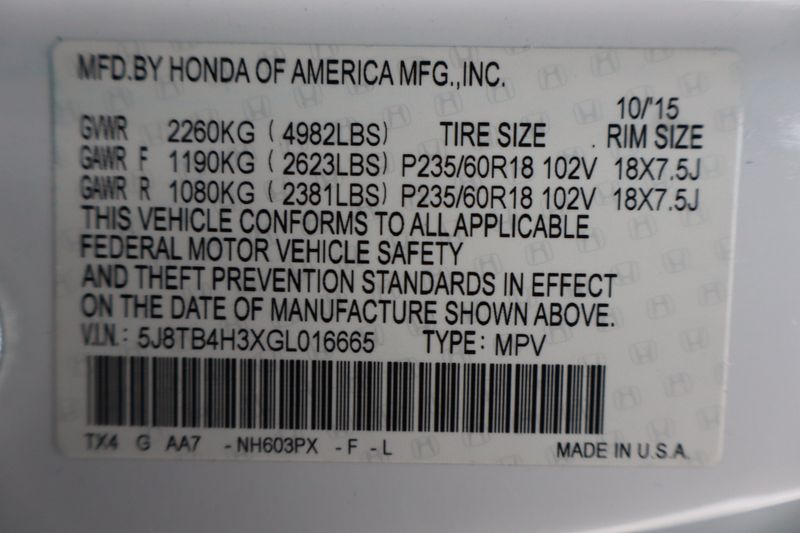 MFD.BY HONDA OF AMERICA MFG.,INC.
10/'15
GVWR 2260KG (4982LBS) TIRE SIZE RIM SIZE
GAWR F 1190KG (2623LBS) P235/60R18 102V 18X7.5J
GAWR R 1080KG (2381LBS) P235/60R18 102V 18X7.5J
THIS VEHICLE CONFORMS TO ALL APPLICABLE
FEDERAL MOTOR VEHICLE SAFETY
AND THEFT PREVENTION STANDARDS IN EFFECT
ON THE DATE OF MANUFACTURE SHOWN ABOVE.
V.I.N.: 5J8TB4H3XGL016665 TYPE: MPV
TX4 G AA7 -NH603PX -F -L MADE IN U.S.A.